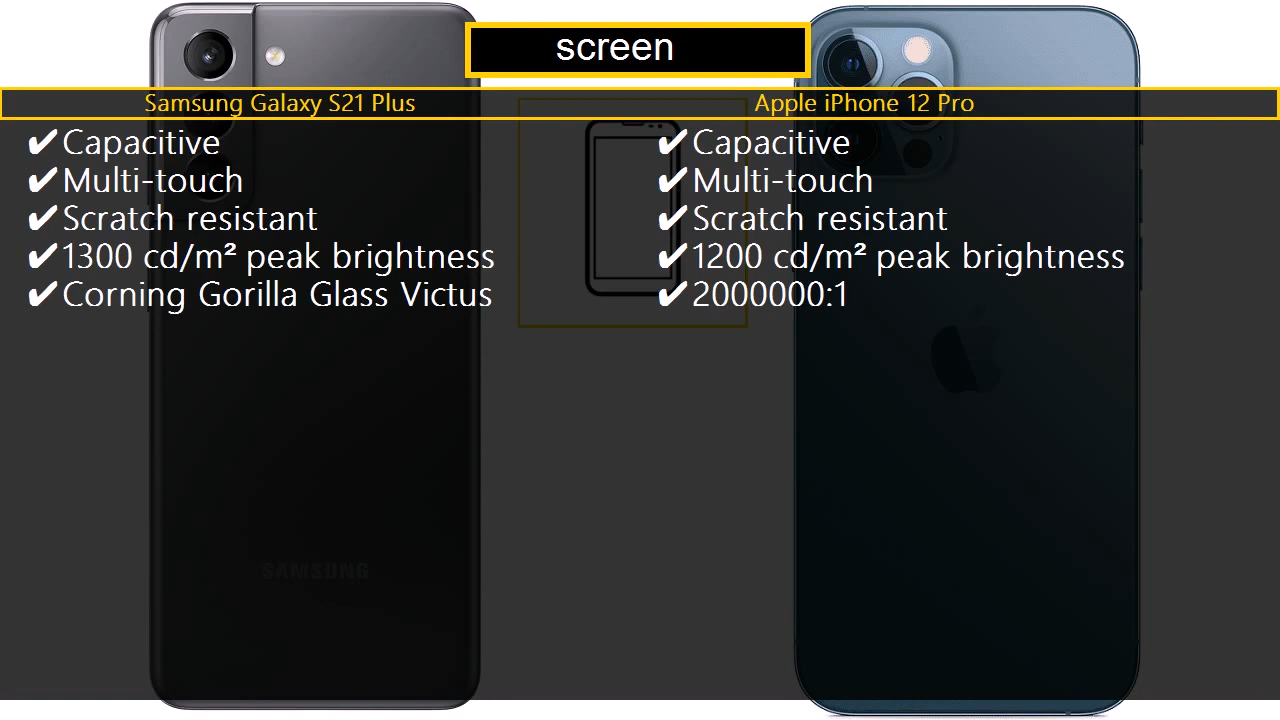 screen
Samsung Galaxy S21 Plus
Apple iPhone 12 Pro
✔Capacitive
✔Multi-touch
✔Scratch resistant
✔1300 cd/m² peak brightness
✔Corning Gorilla Glass Victus
✔Capacitive
✔Multi-touch
✔Scratch resistant
✔1200 cd/m² peak brightness
✔2000000:1
SAMSUNG